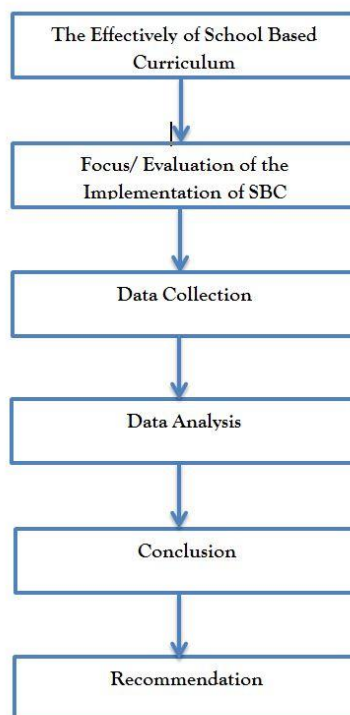 The Effectively of School Based
Curriculum
Focus/ Evaluation of the
Implementation of SBC
Data Collection
Data Analysis
Conclusion
Recommendation